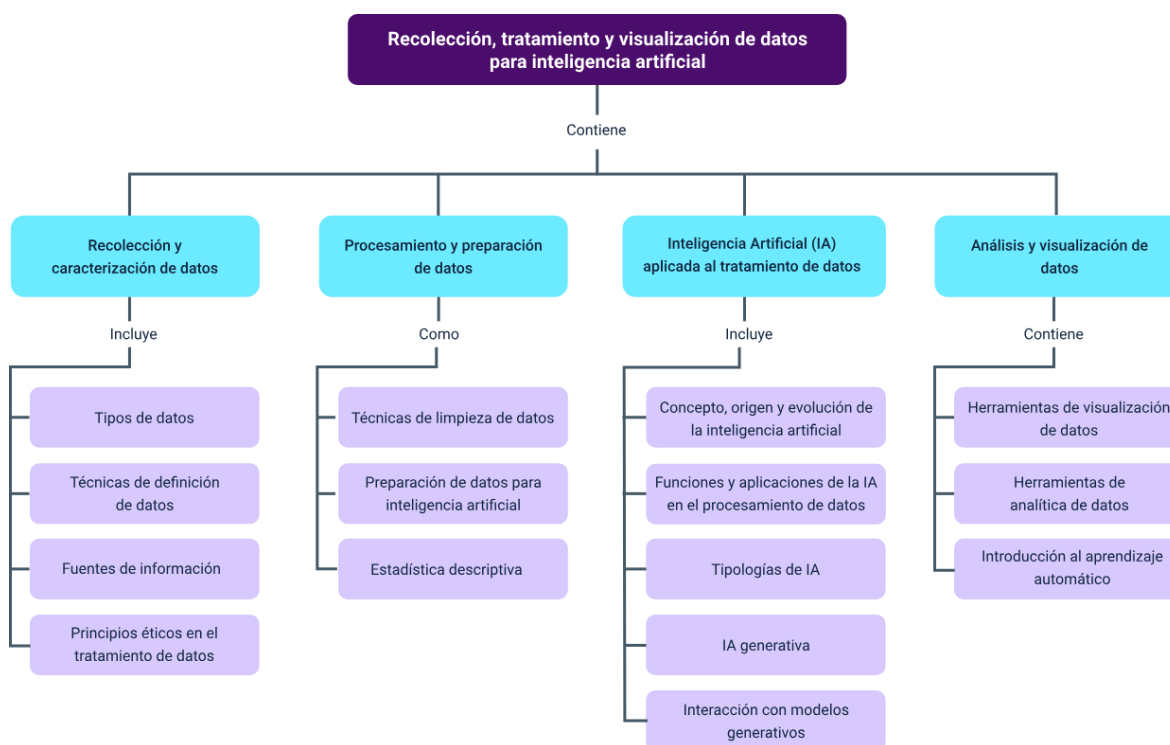 Recolección, tratamiento y visualización de datos
para inteligencia artificial
Contiene
Recolección y
caracterización de datos
Incluye
Tipos de datos
Técnicas de definición
de datos
Fuentes de información
Principios éticos en el
tratamiento de datos
Procesamiento y preparación
de datos
Como
Técnicas de limpieza de datos
Preparación de datos para
inteligencia artificial
Estadística descriptiva
Inteligencia Artificial (IA)
aplicada al tratamiento de datos
Incluye
Concepto, origen y evolución de
la inteligencia artificial
Funciones y aplicaciones de la IA
en el procesamiento de datos
Tipologías de IA
IA generativa
Interacción con modelos
generativos
Análisis y visualización de
datos
Contiene
Herramientas de visualización
de datos
Herramientas de
analítica de datos
Introducción al aprendizaje
automático